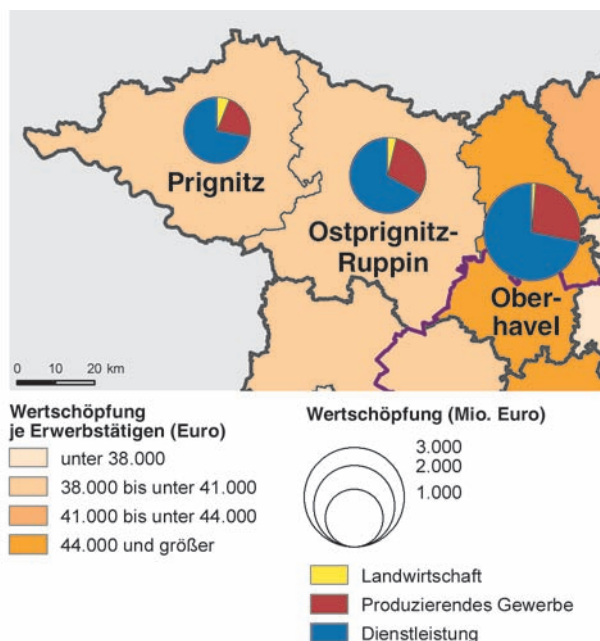 Prignitz
Ostprignitz-
Ruppin
Ober-
havel
0 10 20 km
Wertschöpfung
je Erwerbstätigen (Euro)
unter 38.000
38.000 bis unter 41.000
41.000 bis unter 44.000
44.000 und größer
Wertschöpfung (Mio. Euro)
3.000
2.000
1.000
Landwirtschaft
Produzierendes Gewerbe
Dienstleistung